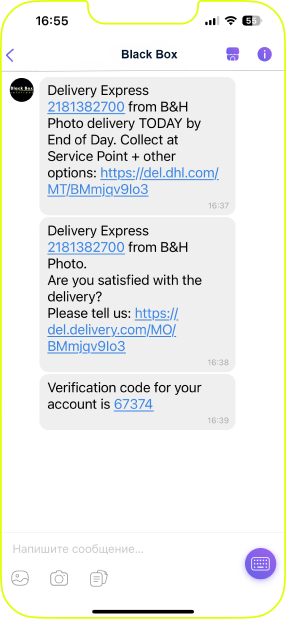 16:55
55
Black Box
Black Box
Delivery Express
2181382700 from B&H
Photo delivery TODAY by
End of Day. Collect at
Service Point + other
options: https://del.dhl.com/
MT/BMmjqv9Io3
16:37
Delivery Express
2181382700 from B&H
Photo.
Are you satisfied with the
delivery?
Please tell us: https://
del.delivery.com/MO/
BMmjqv9Io3
16:38
Verification code for your
account is 67374
16:39
Напишите сообщение...